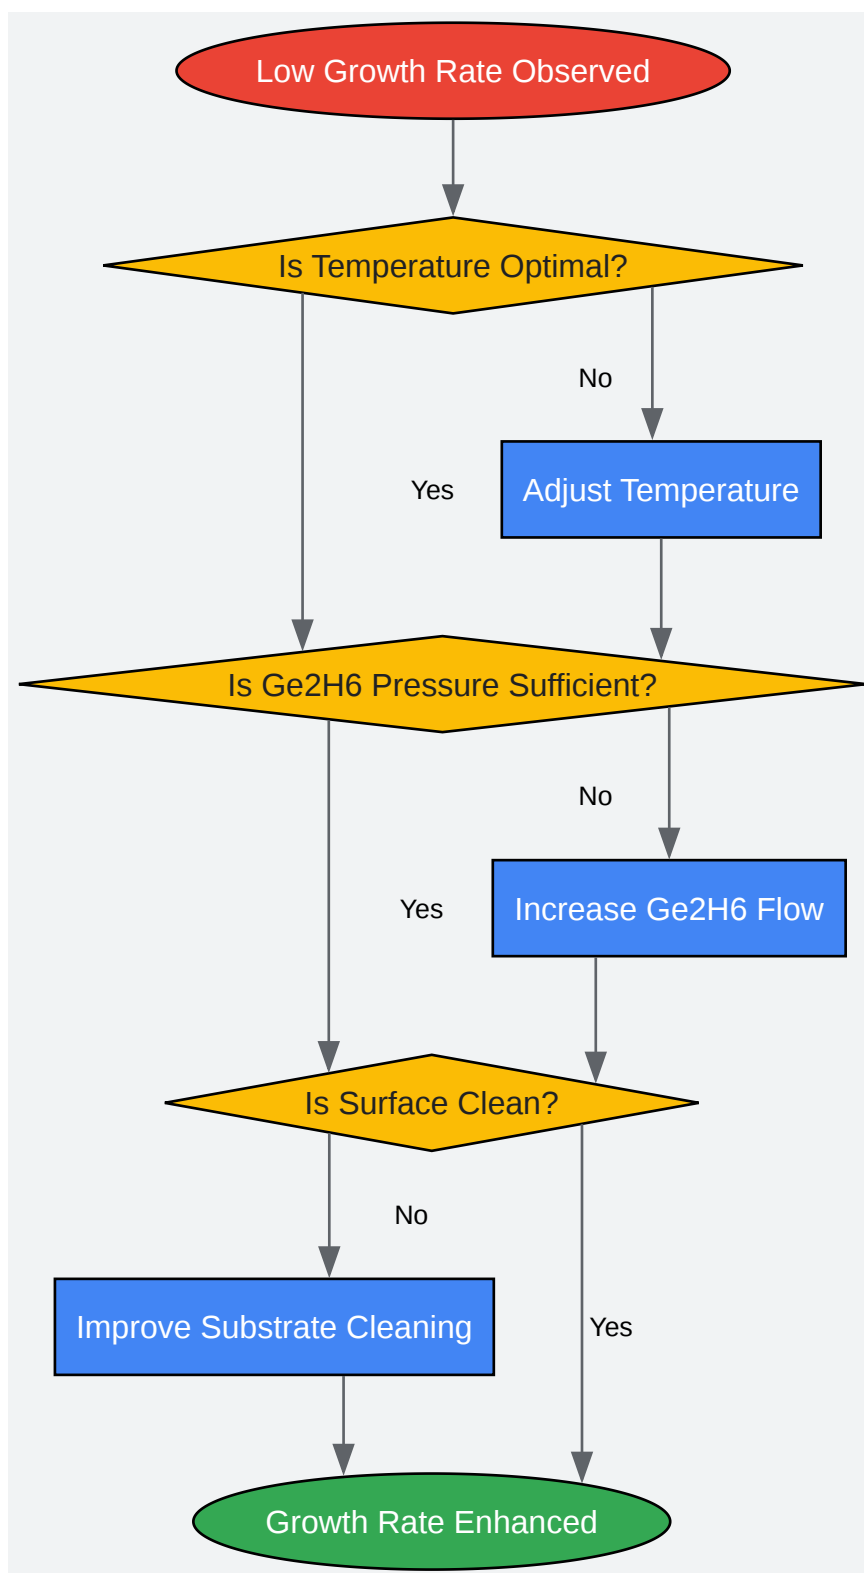 Low Growth Rate Observed
Is Temperature Optimal?
No
Yes
Adjust Temperature
Is Ge2H6 Pressure Sufficient?
No
Yes
Increase Ge2H6 Flow
Is Surface Clean?
No
Improve Substrate Cleaning
Yes
Growth Rate Enhanced